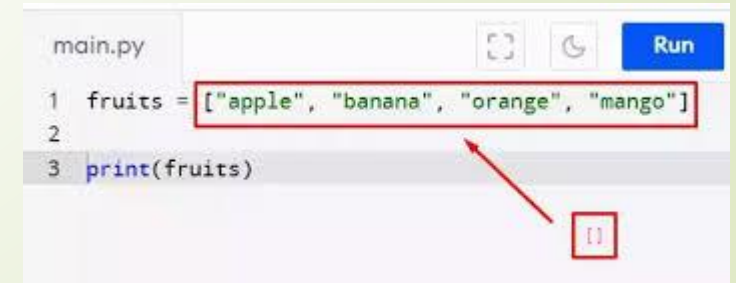 main.py
Run
1 fruits = ["apple", "banana", "orange", "mango"]
2
3 print(fruits)
[]